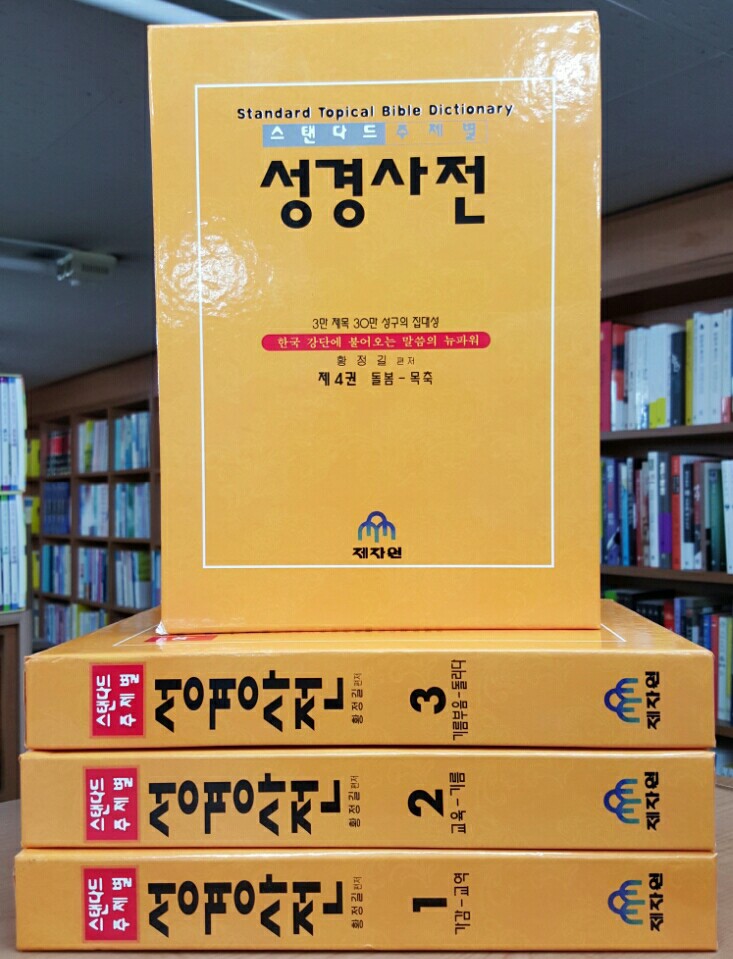 Standard Topical Bible Dictionary
스탠다드 주제별
성경사전
3만 제목 30만 성구의 집대성
한국 강단에 불어오는 말씀의 뉴파워
황정길 편저
제4권 돌봄 - 목축
제자원
스탠다드
주제별
성경사전
황정길 편저
3
기름부음 - 돌리다
제자원
스탠다드
주제별
성경사전
황정길 편저
2
교육 - 기름
제자원
스탠다드
주제별
성경사전
황정길 편저
1
가감 - 교역
제자원